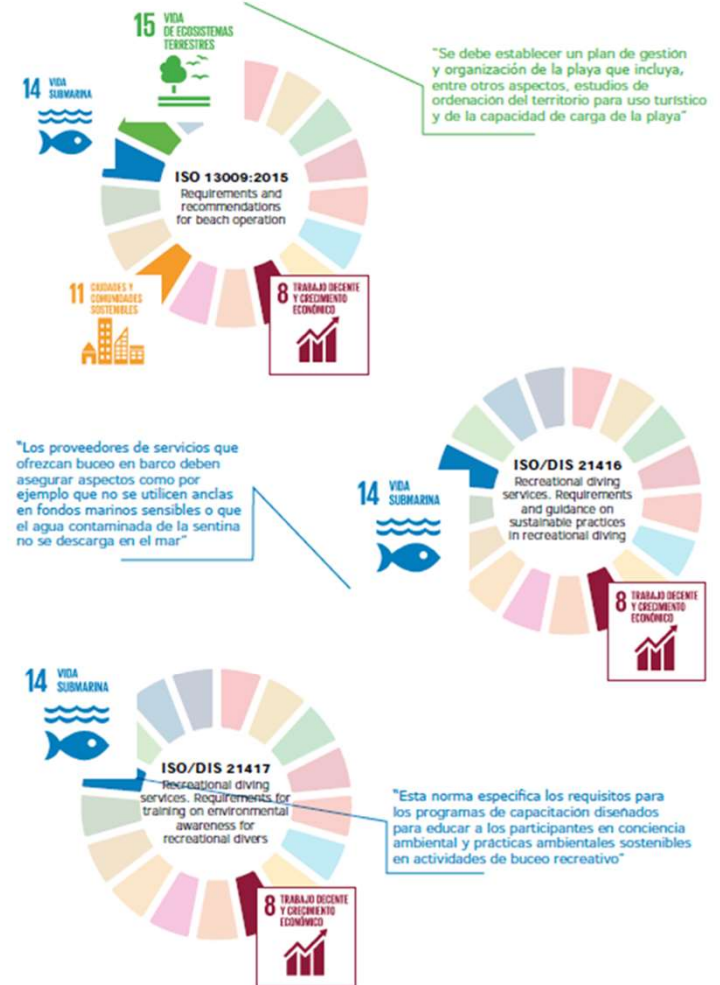 15 VIDA
DE ECOSISTEMAS
TERRESTRES
14 VIDA
SUBMARINA
"Se debe establecer un plan de gestión
y organización de la playa que incluya,
entre otros aspectos, estudios de
ordenación del territorio para uso turístico
y de la capacidad de carga de la playa"
ISO 13009:2015
Requirements and
recommendations
for beach operation
11 CIUDADES Y
COMUNIDADES
SOSTENIBLES
8 TRABAJO DECENTE
Y CRECIMIENTO
ECONÓMICO
"Los proveedores de servicios que
ofrezcan buceo en barco deben
asegurar aspectos como por
ejemplo que no se utilicen anclas
en fondos marinos sensibles o que
el agua contaminada de la sentina
no se descarga en el mar"
14 VIDA
SUBMARINA
ISO/DIS 21416
Recreational diving
services. Requirements
and guidance on
sustainable practices
in recreational diving
8 TRABAJO DECENTE
Y CRECIMIENTO
ECONÓMICO
14 VIDA
SUBMARINA
ISO/DIS 21417
Recreational diving
services. Requirements for
training on environmental
awareness for
recreational divers
"Esta norma especifica los requisitos para
los programas de capacitación diseñados
para educar a los participantes en conciencia
ambiental y prácticas ambientales sostenibles
en actividades de buceo recreativo"
8 TRABAJO DECENTE
Y CRECIMIENTO
ECONÓMICO